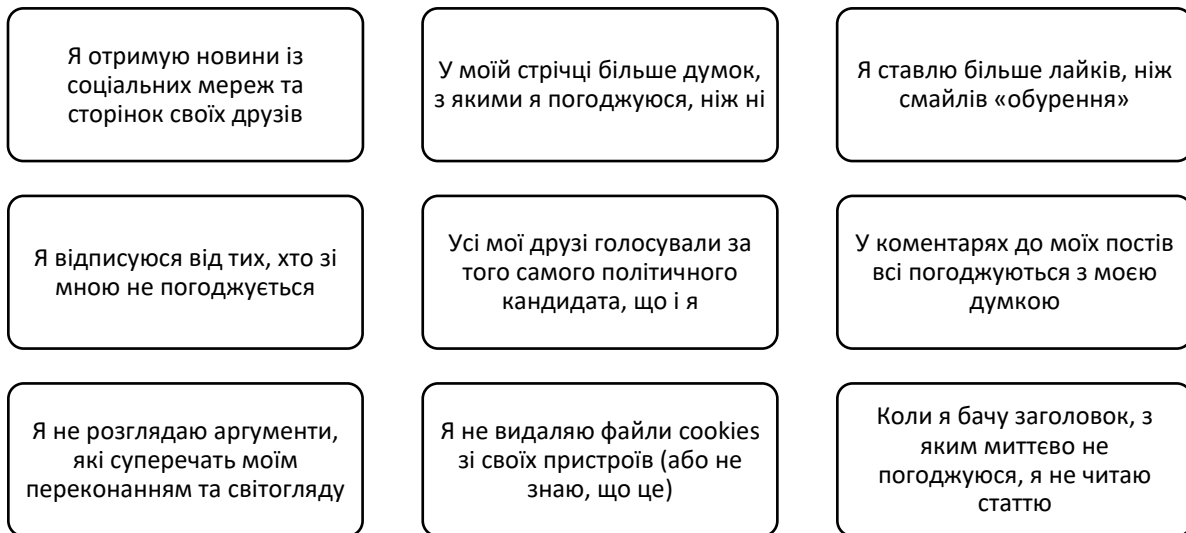 Я отримую новини із
соціальних мереж та
сторінок своїх друзів
У моїй стрічці більше думок,
з якими я погоджуюся, ніж ні
Я ставлю більше лайків, ніж
смайлів «обурення»
Я відписуюся від тих, хто зі
мною не погоджується
Усі мої друзі голосували за
того самого політичного
кандидата, що і я
У коментарях до моїх постів
всі погоджуються з моєю
думкою
Я не розглядаю аргументи,
які суперечать моїм
переконанням та світогляду
Я не видаляю файли cookies
зі своїх пристроїв (або не
знаю, що це)
Коли я бачу заголовок, з
яким миттєво не
погоджуюся, я не читаю
статтю